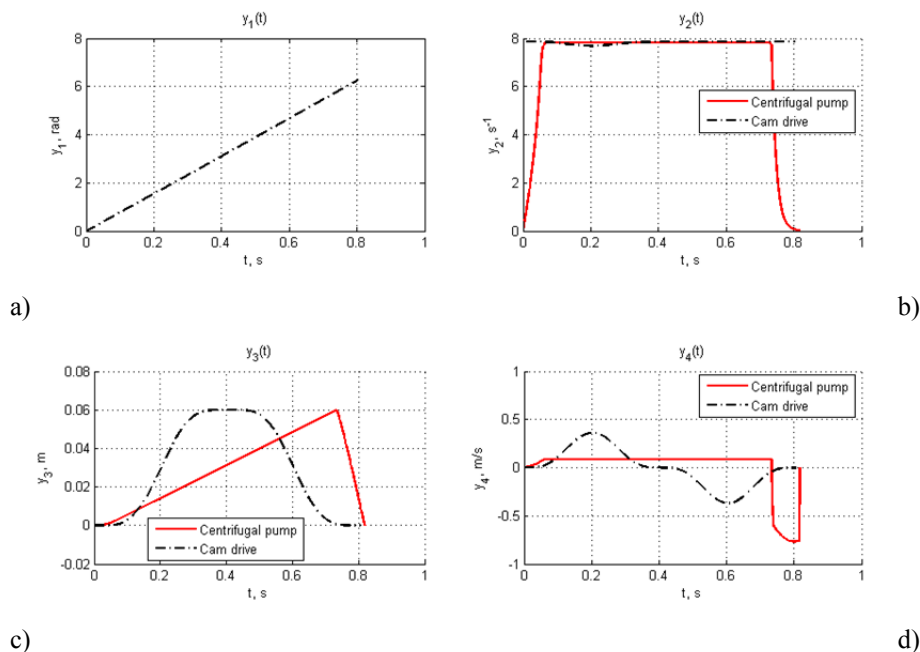 y1(t)
8
6
4
2
0
y1, rad
0 0.2 0.4 0.6 0.8 1
t, s
a)
y2(t)
8
6
4
2
0
y2, s-1
Centrifugal pump
Cam drive
0 0.2 0.4 0.6 0.8 1
t, s
b)
y3(t)
0.08
0.06
0.04
0.02
0
-0.02
y3, m
Centrifugal pump
Cam drive
0 0.2 0.4 0.6 0.8 1
t, s
c)
y4(t)
1
0.5
0
-0.5
-1
y4, m/s
Centrifugal pump
Cam drive
0 0.2 0.4 0.6 0.8 1
t, s
d)